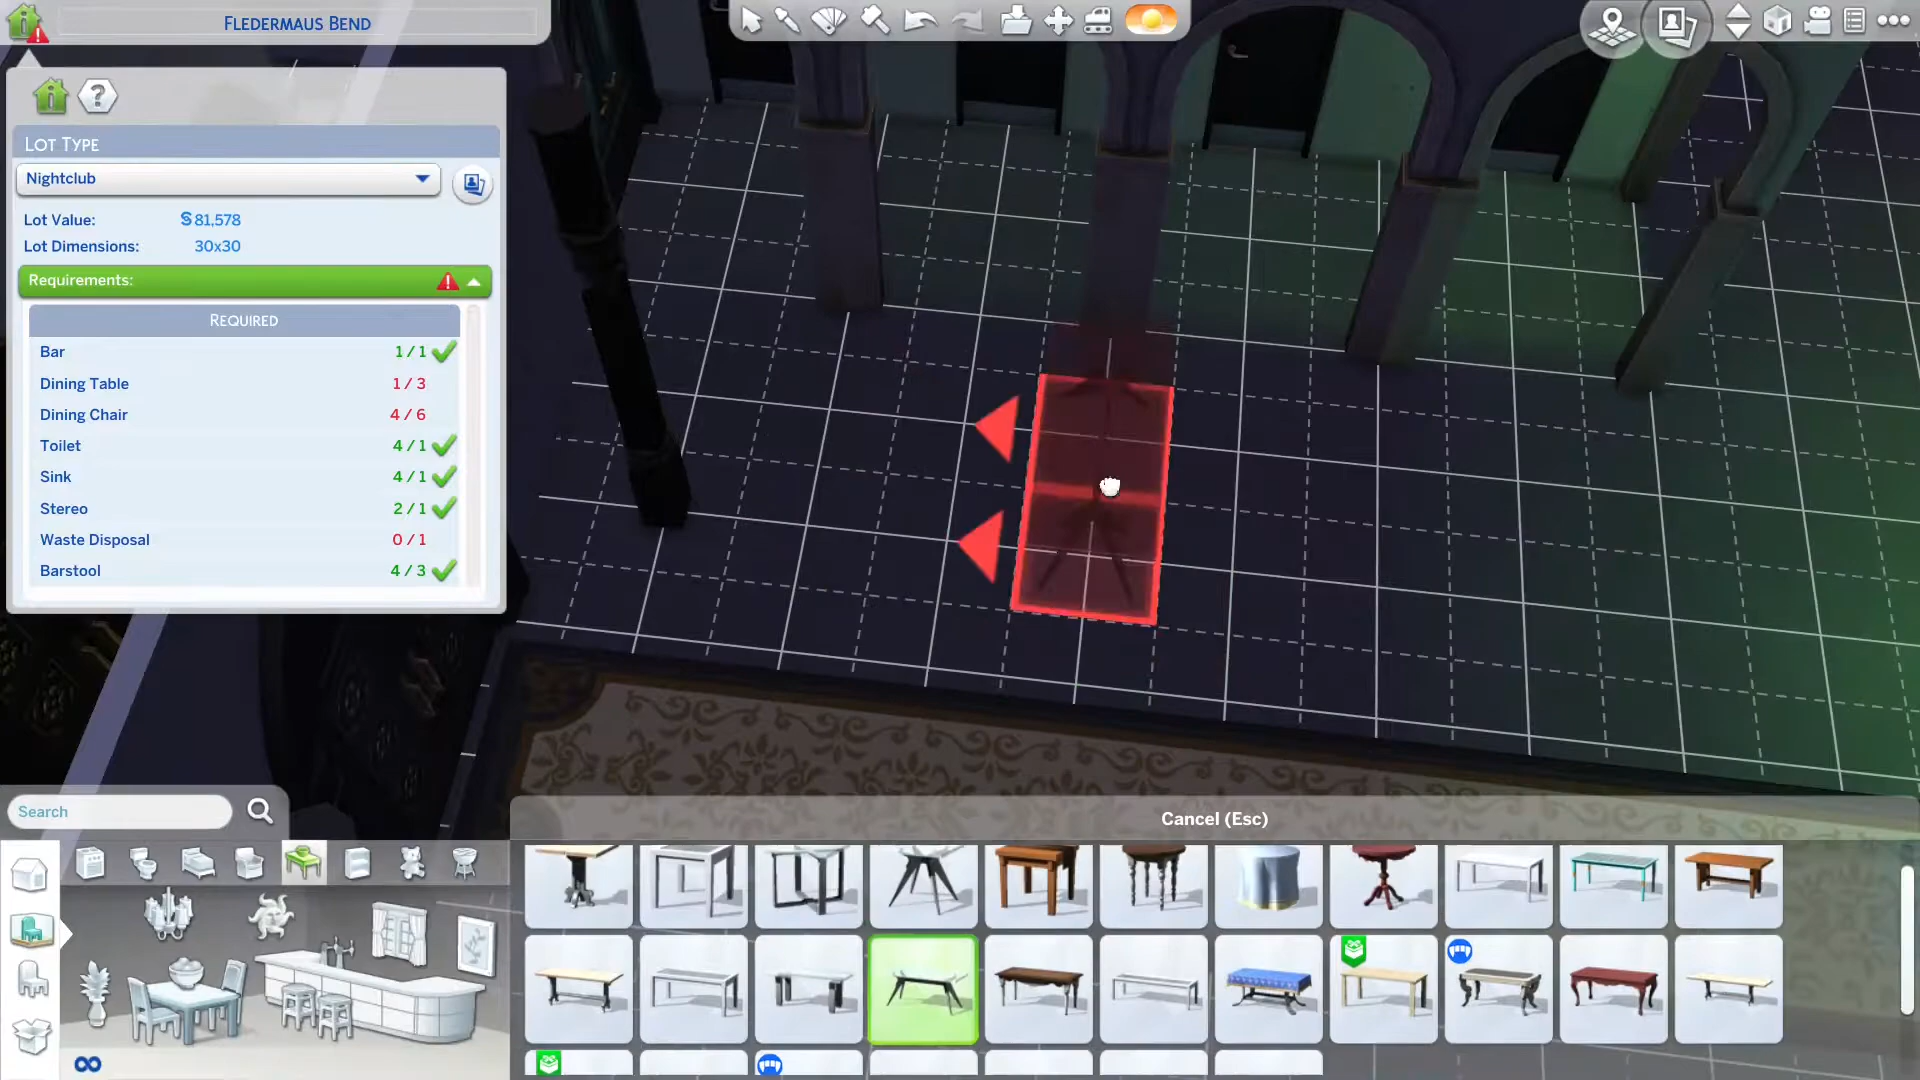 FLEDERMAUS BEND
LOT TYPE
Nightclub
Lot Value: §81,578
Lot Dimensions: 30x30
Requirements:
REQUIRED
Bar 1 / 1
Dining Table 1 / 3
Dining Chair 4 / 6
Toilet 4 / 1
Sink 4 / 1
Stereo 2 / 1
Waste Disposal 0 / 1
Barstool 4 / 3
Search
Cancel (Esc)